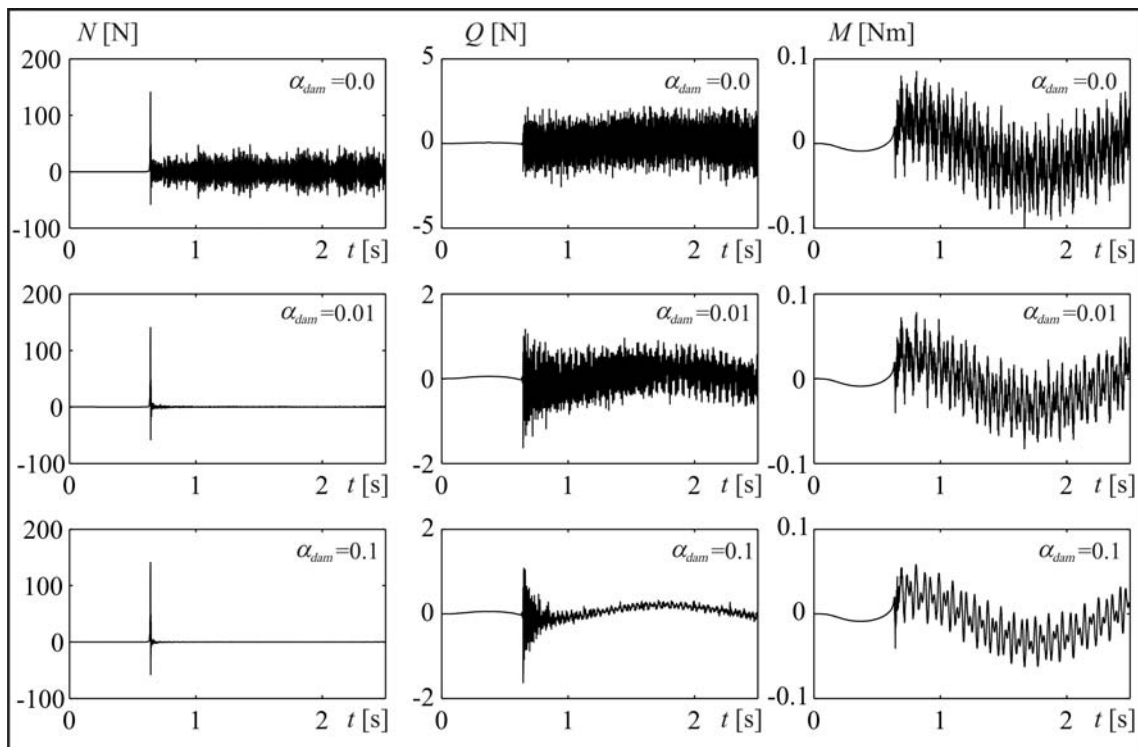 N [N] Q [N] M [Nm]
200 5 0.1
α_dam =0.0 α_dam =0.0 α_dam =0.0
100
0 0 0
-100 -5 -0.1
0 1 2 t [s] 0 1 2 t [s] 0 1 2 t [s]
200 2 0.1
α_dam =0.01 α_dam =0.01 α_dam =0.01
100
0 0 0
-100 -2 -0.1
0 1 2 t [s] 0 1 2 t [s] 0 1 2 t [s]
200 2 0.1
α_dam =0.1 α_dam =0.1 α_dam =0.1
100
0 0 0
-100 -2 -0.1
0 1 2 t [s] 0 1 2 t [s] 0 1 2 t [s]